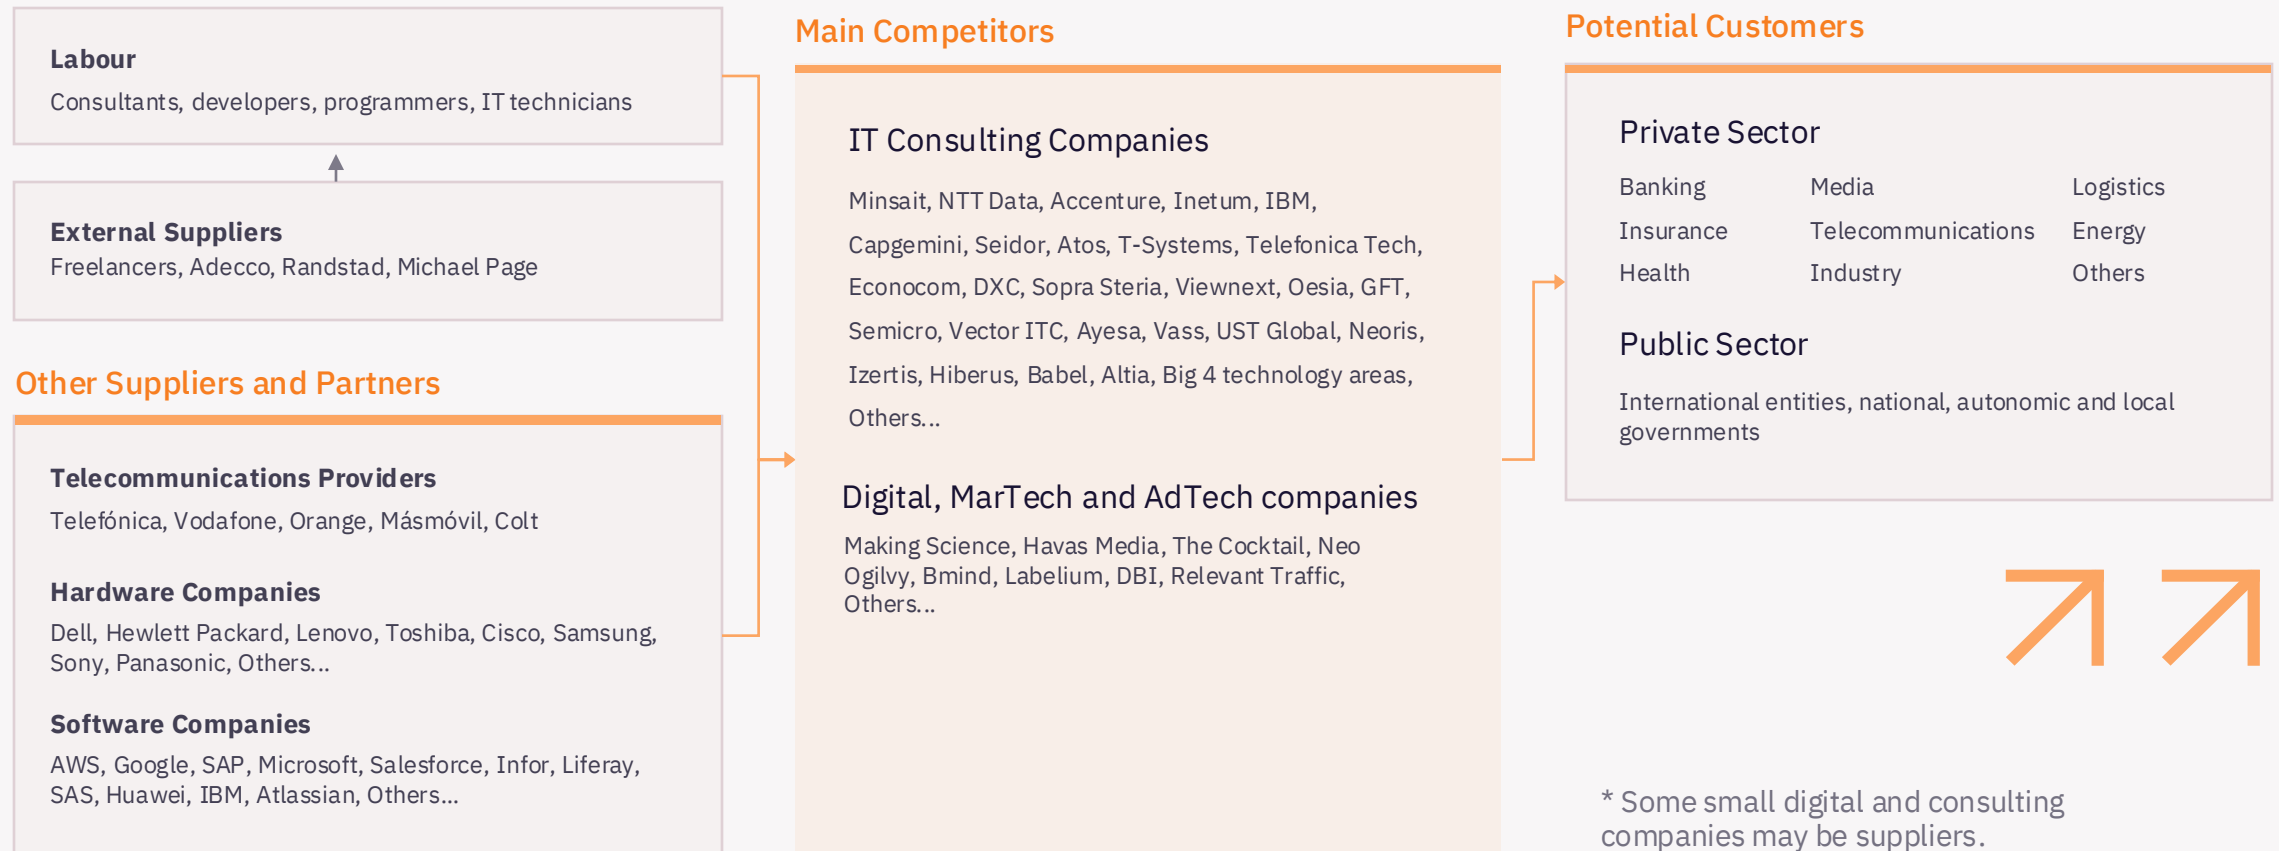 Labour
Consultants, developers, programmers, IT technicians
External Suppliers
Freelancers, Adecco, Randstad, Michael Page
Other Suppliers and Partners
Telecommunications Providers
Telefónica, Vodafone, Orange, Másmóvil, Colt
Hardware Companies
Dell, Hewlett Packard, Lenovo, Toshiba, Cisco, Samsung,
Sony, Panasonic, Others...
Software Companies
AWS, Google, SAP, Microsoft, Salesforce, Infor, Liferay,
SAS, Huawei, IBM, Atlassian, Others...
Main Competitors
IT Consulting Companies
Minsait, NTT Data, Accenture, Inetum, IBM,
Capgemini, Seidor, Atos, T-Systems, Telefonica Tech,
Econocom, DXC, Sopra Steria, Viewnext, Oesia, GFT,
Semicro, Vector ITC, Ayesa, Vass, UST Global, Neoris,
Izertis, Hiberus, Babel, Altia, Big 4 technology areas,
Others...
Digital, MarTech and AdTech companies
Making Science, Havas Media, The Cocktail, Neo
Ogilvy, Bmind, Labelium, DBI, Relevant Traffic,
Others...
Potential Customers
Private Sector
Banking Media Logistics
Insurance Telecommunications Energy
Health Industry Others
Public Sector
International entities, national, autonomic and local
governments
* Some small digital and consulting
companies may be suppliers.